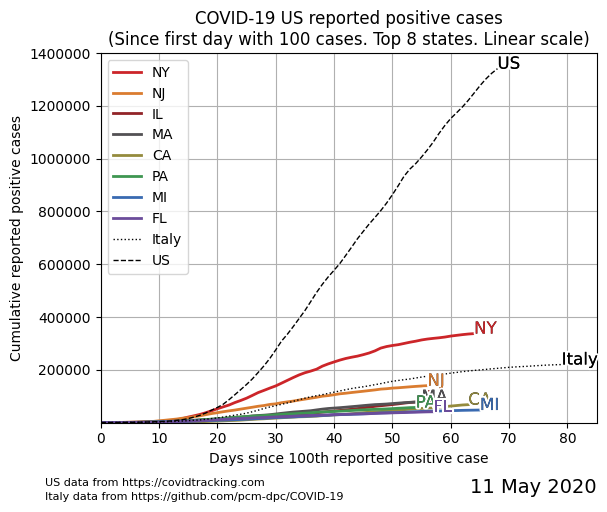 COVID-19 US reported positive cases
(Since first day with 100 cases. Top 8 states. Linear scale)
1400000
1200000
1000000
800000
600000
400000
200000
Cumulative reported positive cases
NY
NJ
IL
MA
CA
PA
MI
FL
Italy
US
US
NY
Italy
NJ
MA
CA
PA
FL
MI
0
10
20
30
40
50
60
70
80
Days since 100th reported positive case
US data from https://covidtracking.com
Italy data from https://github.com/pcm-dpc/COVID-19
11 May 2020